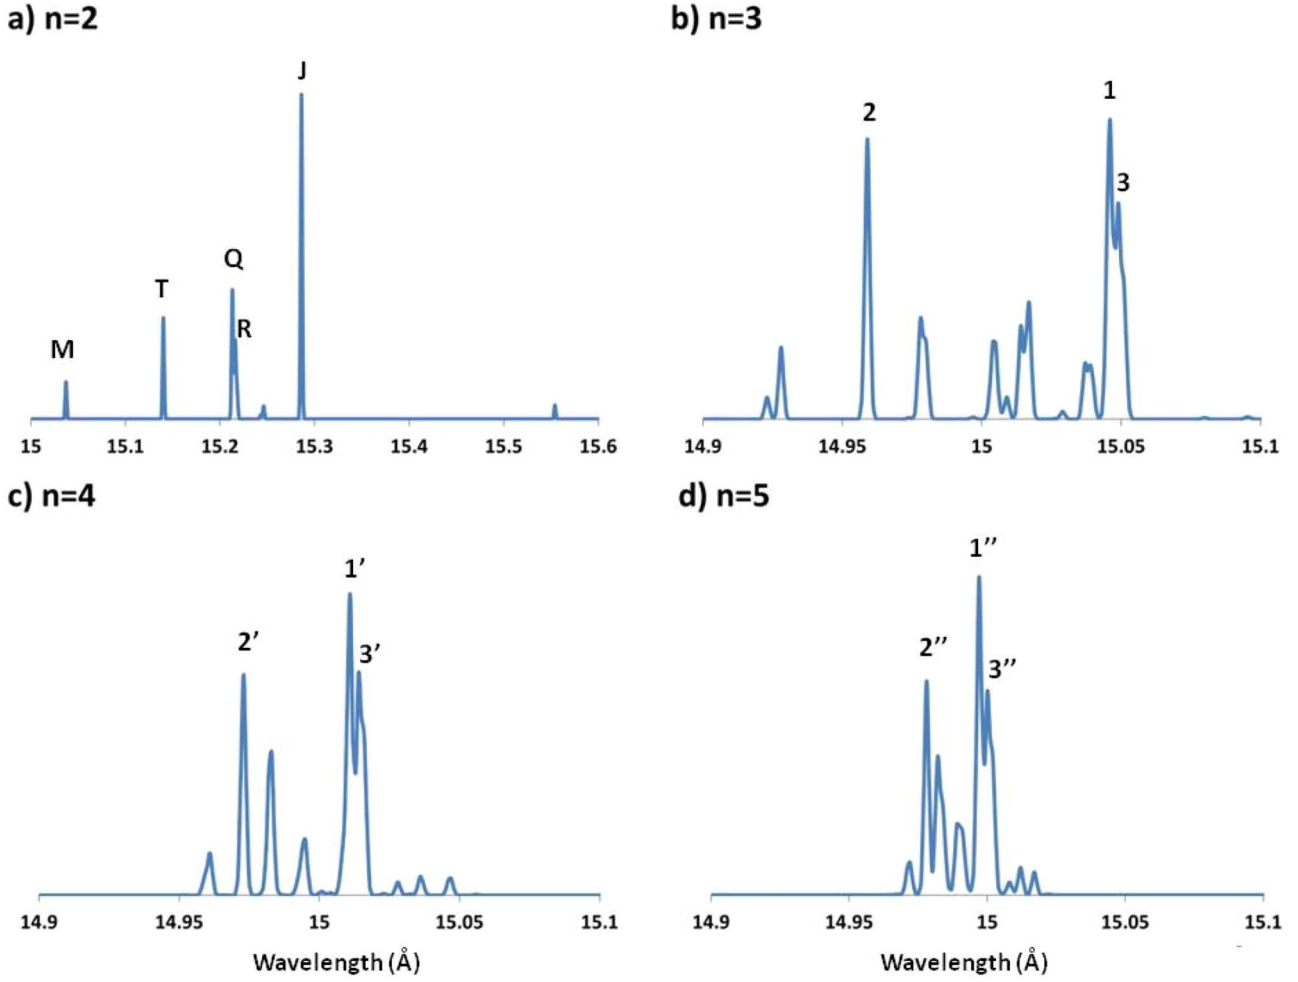 a) n=2
J
Q
T
R
M
15 15.1 15.2 15.3 15.4 15.5 15.6
b) n=3
1
2
3
14.9 14.95 15 15.05 15.1
c) n=4
1’
2’
3’
14.9 14.95 15 15.05 15.1
Wavelength (Å)
d) n=5
1’’
2’’
3’’
14.9 14.95 15 15.05 15.1
Wavelength (Å)